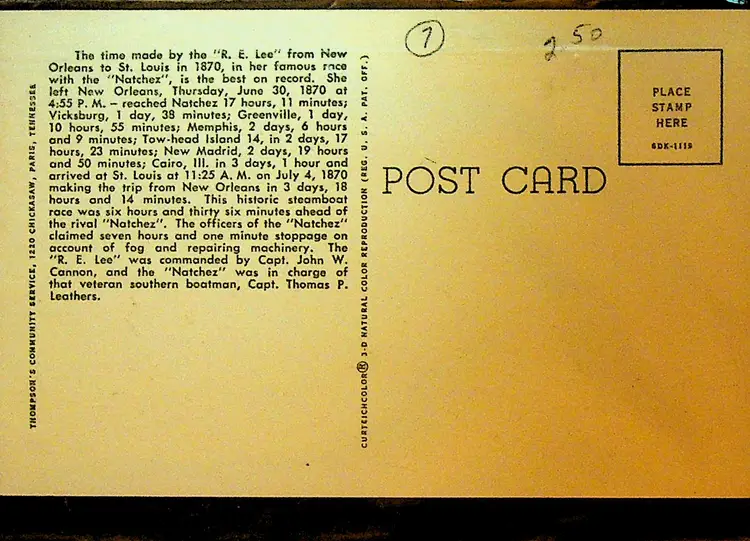 7
2 50
The time made by the "R. E. Lee" from New
Orleans to St. Louis in 1870, in her famous race
with the "Natchez", is the best on record. She
left New Orleans, Thursday, June 30, 1870 at
4:55 P. M. – reached Natchez 17 hours, 11 minutes;
Vicksburg, 1 day, 38 minutes; Greenville, 1 day,
10 hours, 55 minutes; Memphis, 2 days, 6 hours
and 9 minutes; Tow-head Island 14, in 2 days, 17
hours, 23 minutes; New Madrid, 2 days, 19 hours
and 50 minutes; Cairo, Ill. in 3 days, 1 hour and
arrived at St. Louis at 11:25 A. M. on July 4, 1870
making the trip from New Orleans in 3 days, 18
hours and 14 minutes. This historic steamboat
race was six hours and thirty six minutes ahead of
the rival "Natchez". The officers of the "Natchez"
claimed seven hours and one minute stoppage on
account of fog and repairing machinery. The
"R. E. Lee" was commanded by Capt. John W.
Cannon, and the "Natchez" was in charge of
that veteran southern boatman, Capt. Thomas P.
Leathers.
THOMPSON'S COMMUNITY SERVICE, 1220 CHICKASAW, PARIS, TENNESSEE
CURTEICHCOLOR® 3-D NATURAL COLOR REPRODUCTION (REG. U. S. A. PAT. OFF.)
POST CARD
PLACE
STAMP
HERE
6DK-1119